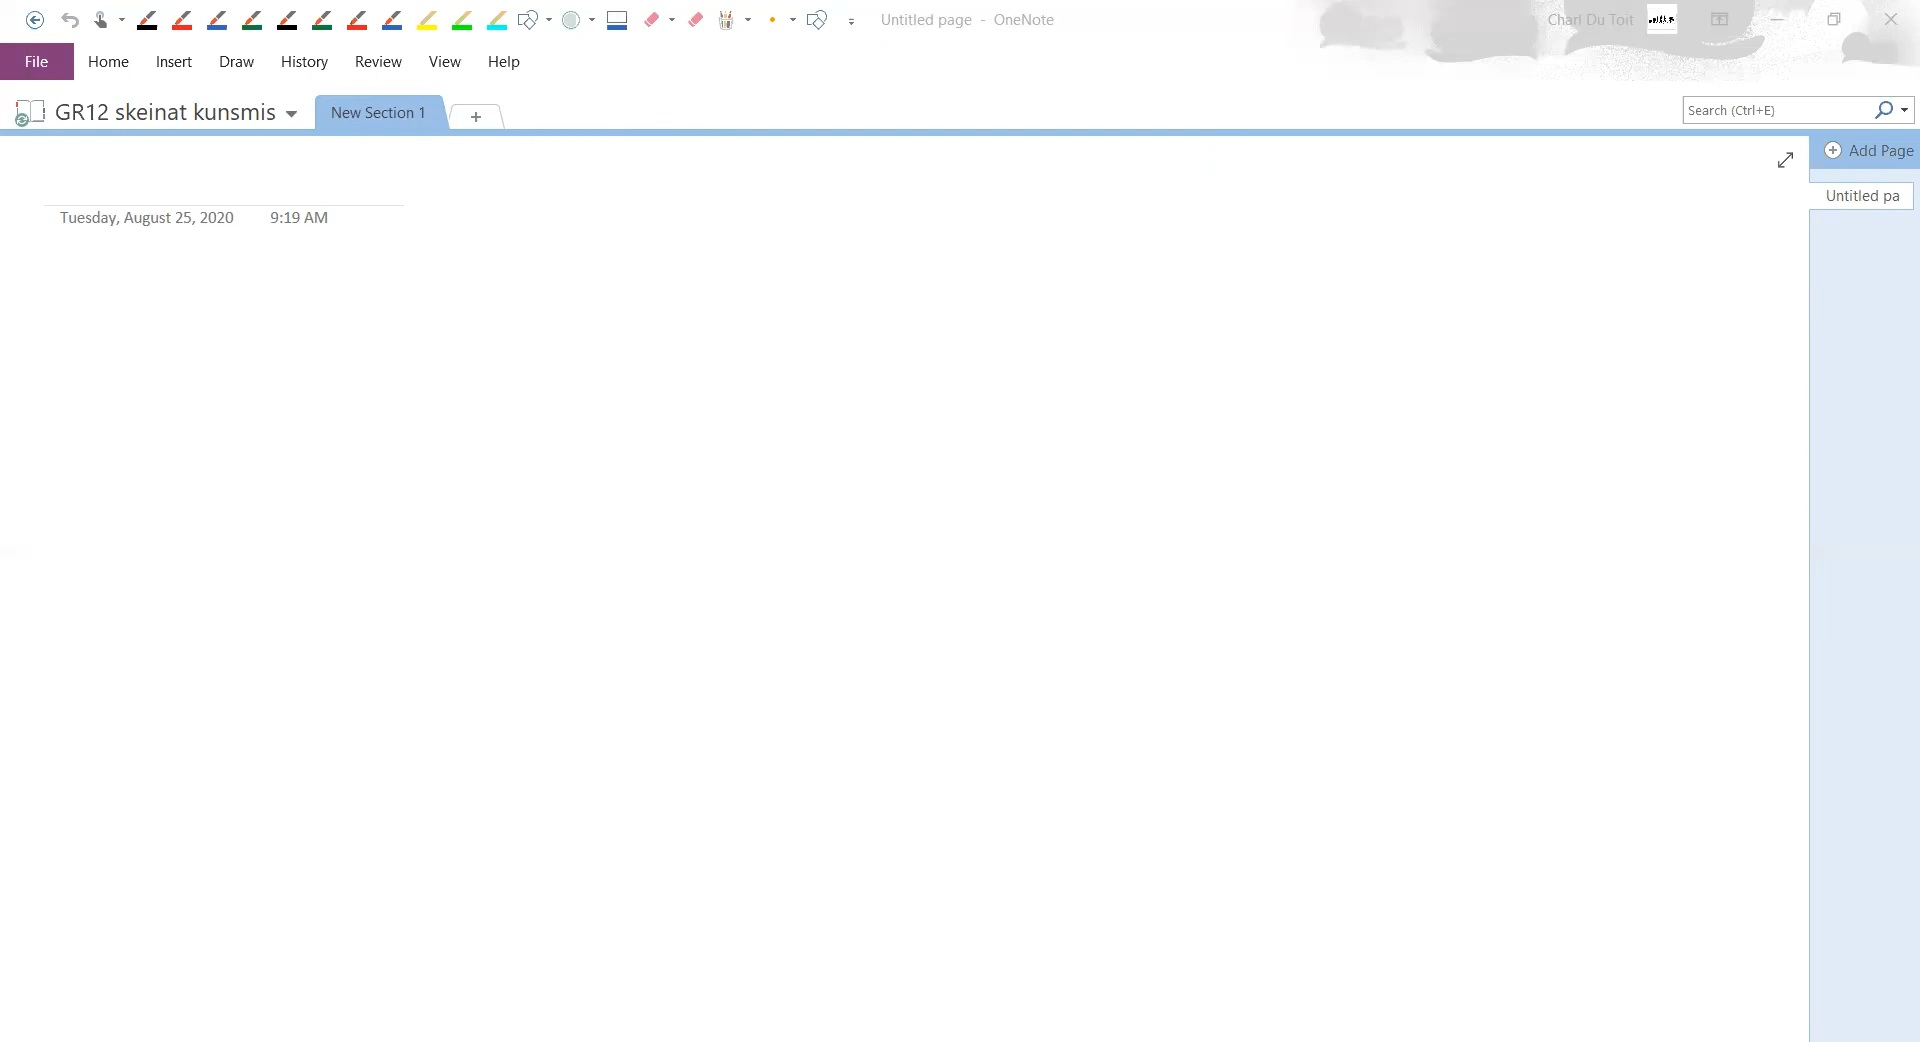 Untitled page - OneNote
Charl Du Toit
File Home Insert Draw History Review View Help
GR12 skeinat kunsmis
New Section 1
+
Search (Ctrl+E)
Add Page
Untitled pa
Tuesday, August 25, 2020 9:19 AM